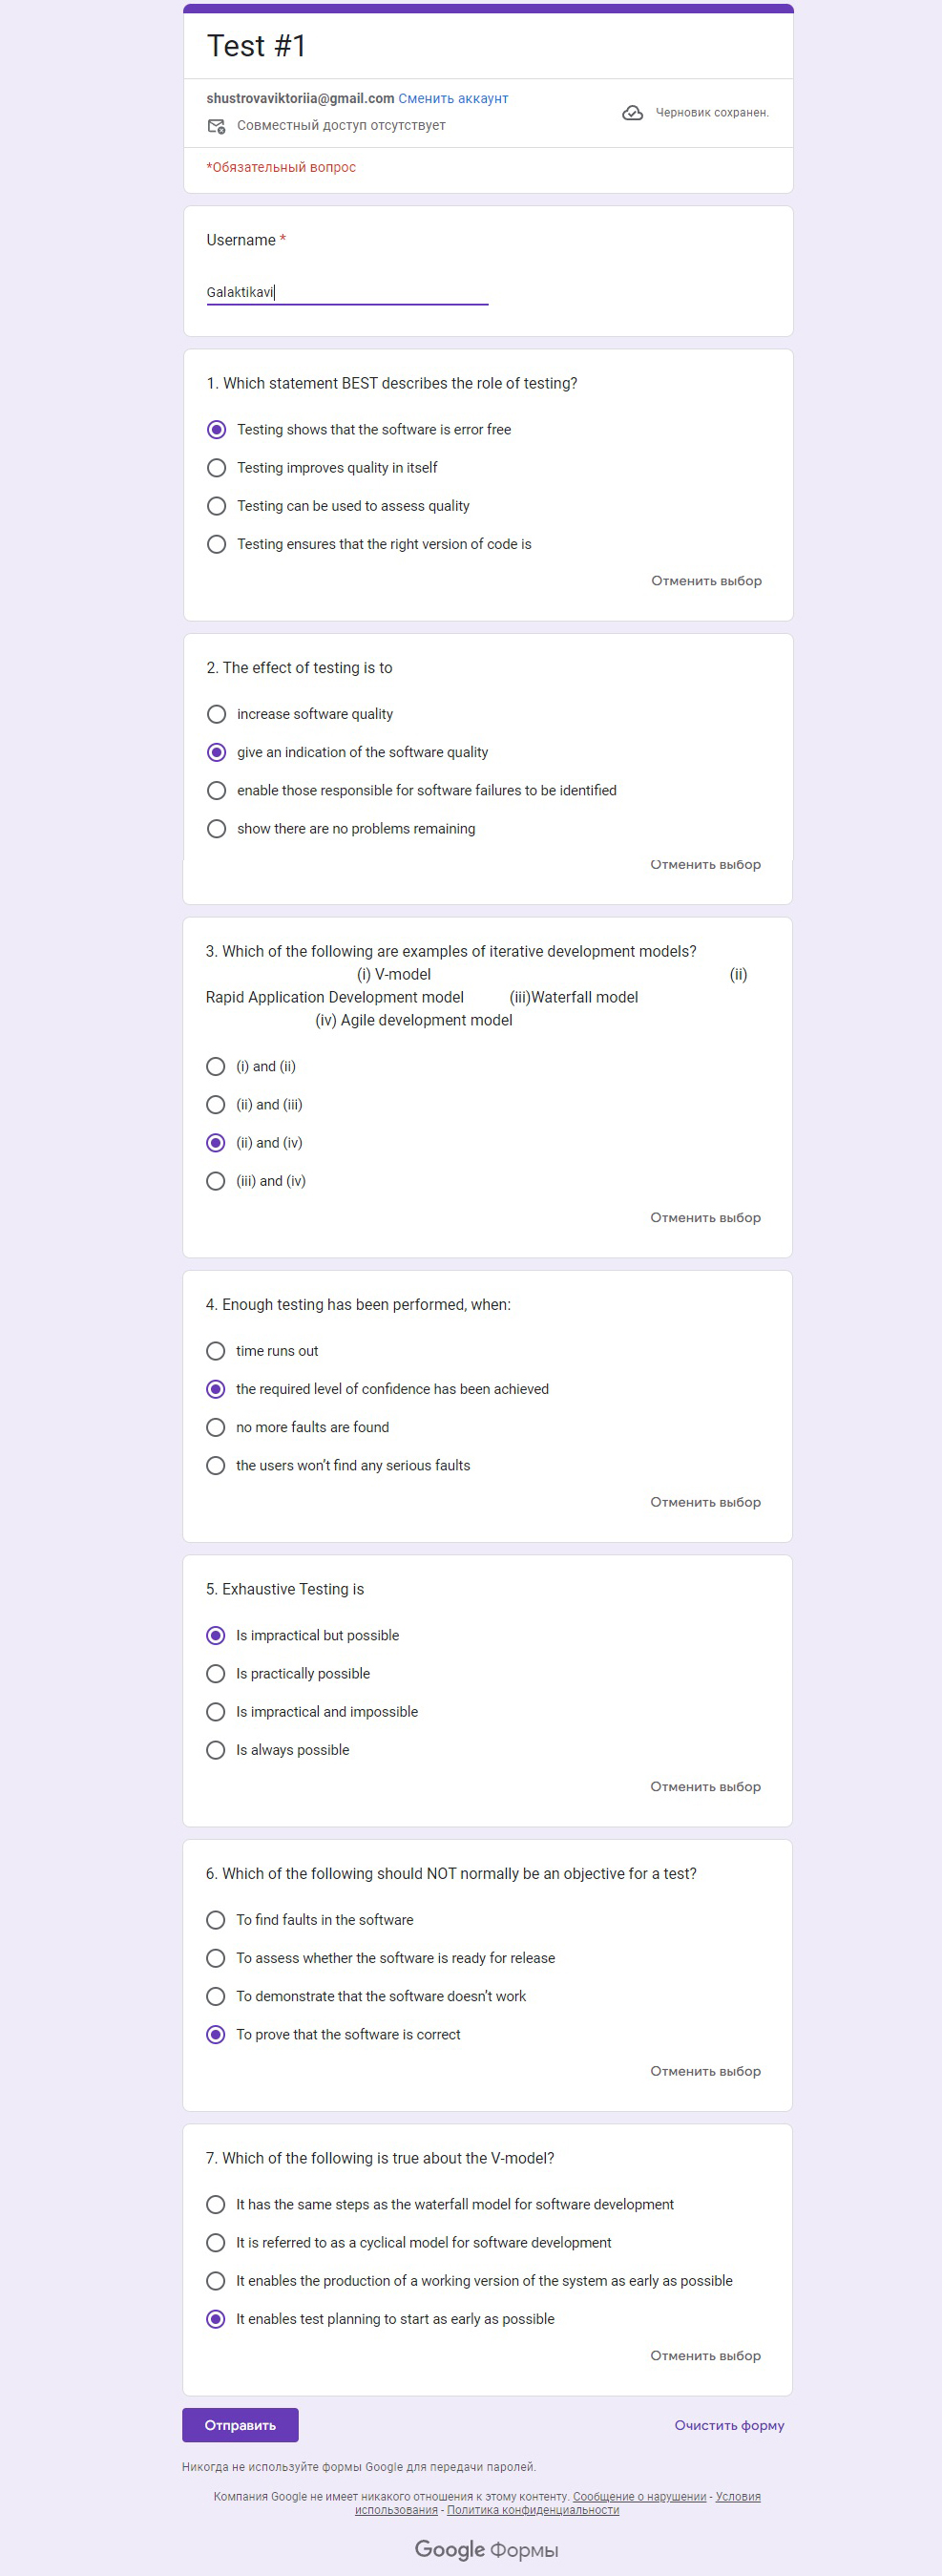 Test #1
shustrovaviktoriia@gmail.com Сменить аккаунт
Черновик сохранен.
Совместный доступ отсутствует
*Обязательный вопрос
Username *
Galaktikavi
1. Which statement BEST describes the role of testing?
Testing shows that the software is error free
Testing improves quality in itself
Testing can be used to assess quality
Testing ensures that the right version of code is
Отменить выбор
2. The effect of testing is to
increase software quality
give an indication of the software quality
enable those responsible for software failures to be identified
show there are no problems remaining
Отменить выбор
3. Which of the following are examples of iterative development models?
(i) V-model (ii)
Rapid Application Development model (iii)Waterfall model
(iv) Agile development model
(i) and (ii)
(ii) and (iii)
(ii) and (iv)
(iii) and (iv)
Отменить выбор
4. Enough testing has been performed, when:
time runs out
the required level of confidence has been achieved
no more faults are found
the users won’t find any serious faults
Отменить выбор
5. Exhaustive Testing is
Is impractical but possible
Is practically possible
Is impractical and impossible
Is always possible
Отменить выбор
6. Which of the following should NOT normally be an objective for a test?
To find faults in the software
To assess whether the software is ready for release
To demonstrate that the software doesn’t work
To prove that the software is correct
Отменить выбор
7. Which of the following is true about the V-model?
It has the same steps as the waterfall model for software development
It is referred to as a cyclical model for software development
It enables the production of a working version of the system as early as possible
It enables test planning to start as early as possible
Отменить выбор
Отправить
Очистить форму
Никогда не используйте формы Google для передачи паролей.
Компания Google не имеет никакого отношения к этому контенту. Сообщение о нарушении - Условия
использования - Политика конфиденциальности
Google Формы